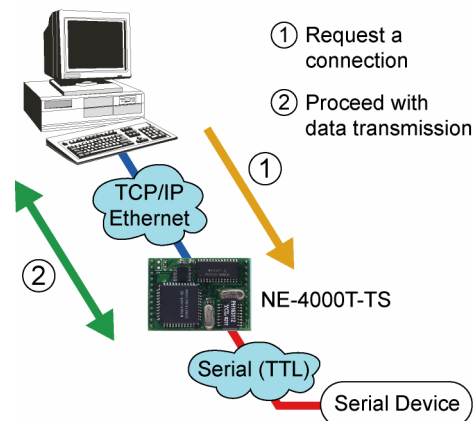 ① Request a
connection
② Proceed with
data transmission
TCP/IP
Ethernet
①
②
NE-4000T-TS
Serial (TTL)
Serial Device